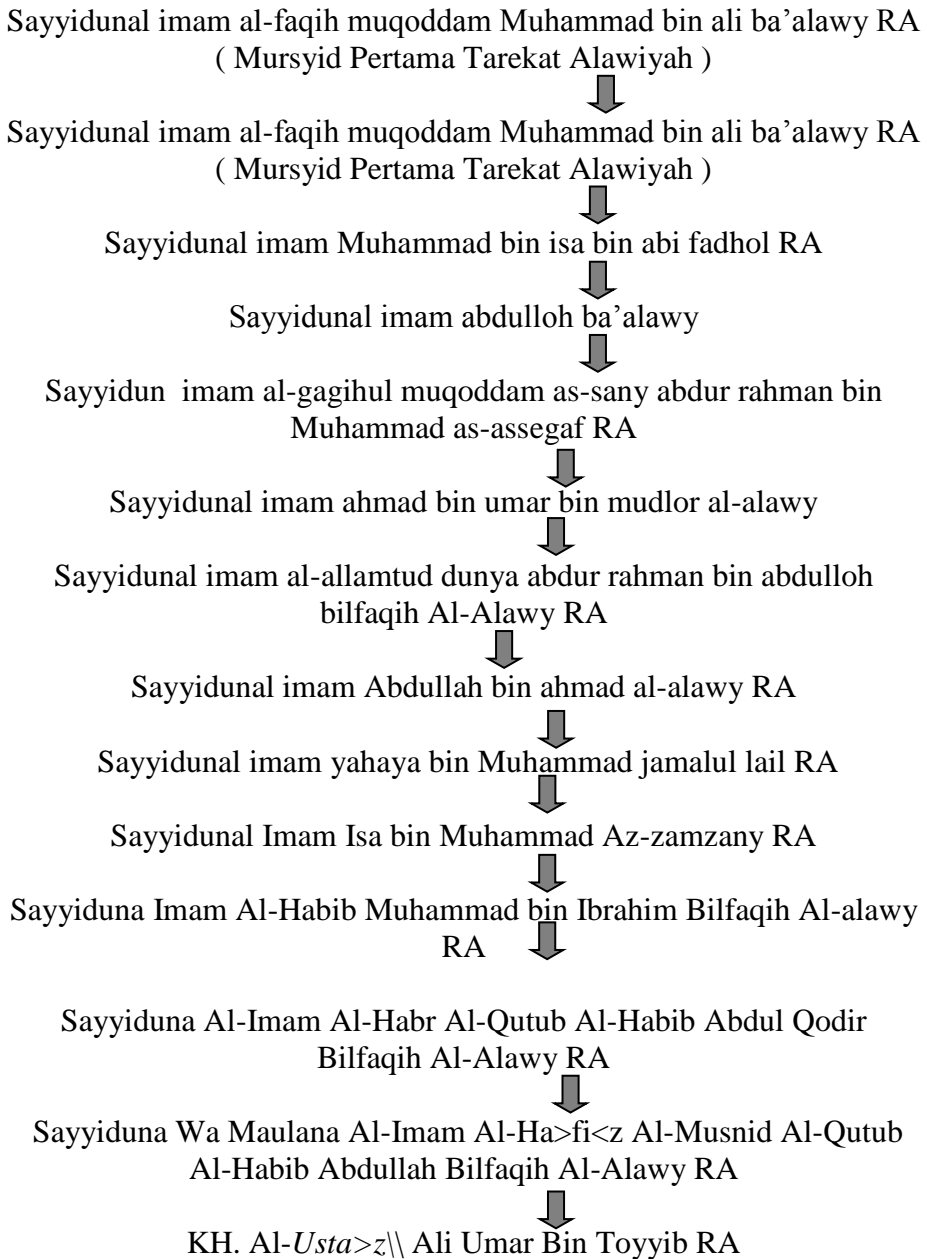 Sayyidunal imam al-faqih muqoddam Muhammad bin ali ba’alawy RA
( Mursyid Pertama Tarekat Alawiyah )
Sayyidunal imam al-faqih muqoddam Muhammad bin ali ba’alawy RA
( Mursyid Pertama Tarekat Alawiyah )
Sayyidunal imam Muhammad bin isa bin abi fadhol RA
Sayyidunal imam abdulloh ba’alawy
Sayyidun imam al-gagihul muqoddam as-sany abdur rahman bin
Muhammad as-assegaf RA
Sayyidunal imam ahmad bin umar bin mudlor al-alawy
Sayyidunal imam al-allamtud dunya abdur rahman bin abdulloh
bilfaqih Al-Alawy RA
Sayyidunal imam Abdullah bin ahmad al-alawy RA
Sayyidunal imam yahaya bin Muhammad jamalul lail RA
Sayyidunal Imam Isa bin Muhammad Az-zamzany RA
Sayyiduna Imam Al-Habib Muhammad bin Ibrahim Bilfaqih Al-alawy
RA
Sayyiduna Al-Imam Al-Habr Al-Qutub Al-Habib Abdul Qodir
Bilfaqih Al-Alawy RA
Sayyiduna Wa Maulana Al-Imam Al-Ha>fi<z Al-Musnid Al-Qutub
Al-Habib Abdullah Bilfaqih Al-Alawy RA
KH. Al-Usta>z\\ Ali Umar Bin Toyyib RA